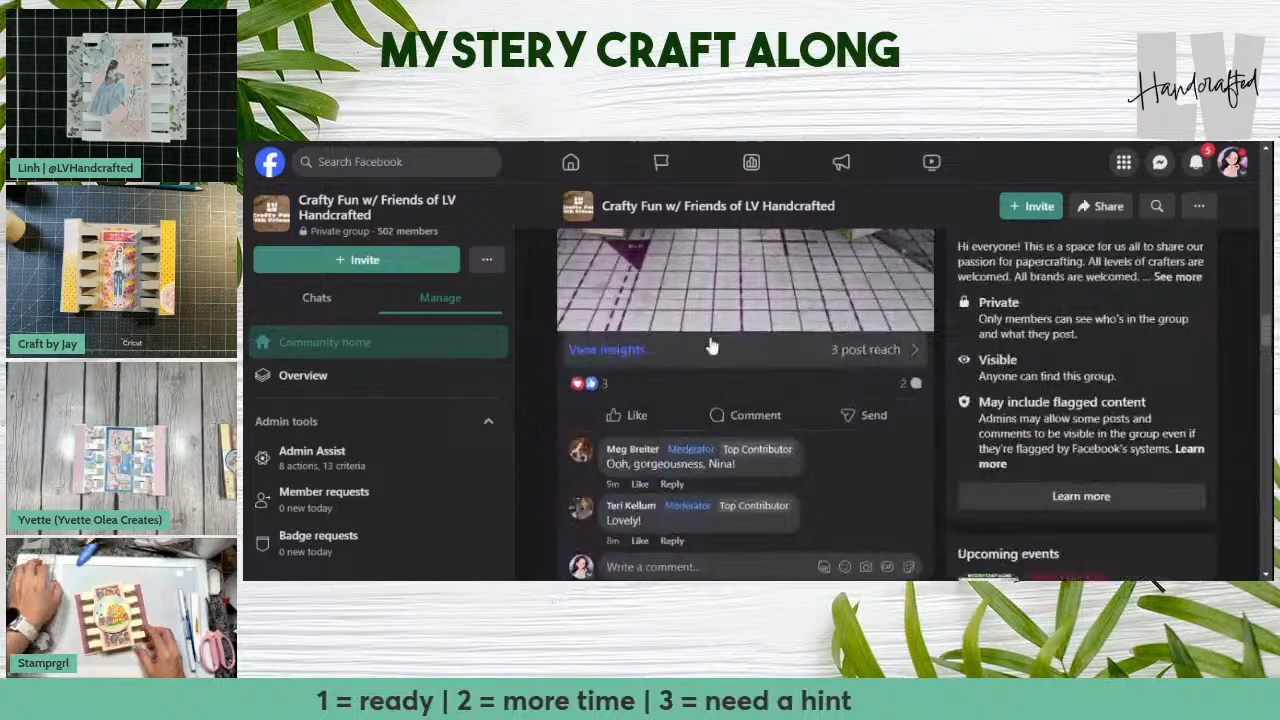 MYSTERY CRAFT ALONG
Handcrafted
Linh | @LVHandcrafted
Craft by Jay
Cricut
Yvette (Yvette Olea Creates)
Stamprgrl
Search Facebook
5
Crafty Fun w/ Friends of LV
Handcrafted
Private group · 502 members
+ Invite
Chats
Manage
Community home
Overview
Admin tools
Admin Assist
8 actions, 13 criteria
Member requests
0 new today
Badge requests
0 new today
Crafty Fun w/ Friends of LV Handcrafted
+ Invite
Share
View insights
3 post reach
3
2
Like
Comment
Send
Meg Breiter Moderator Top Contributor
Ooh, gorgeousness, Nina!
9m Like Reply
Teri Kellum Moderator Top Contributor
Lovely!
8m Like Reply
Write a comment...
Hi everyone! This is a space for us all to share our
passion for papercrafting. All levels of crafters are
welcomed. All brands are welcomed. ... See more
Private
Only members can see who's in the group
and what they post.
Visible
Anyone can find this group.
May include flagged content
Admins may allow some posts and
comments to be visible in the group even if
they're flagged by Facebook's systems. Learn
more
Learn more
Upcoming events
1 = ready | 2 = more time | 3 = need a hint